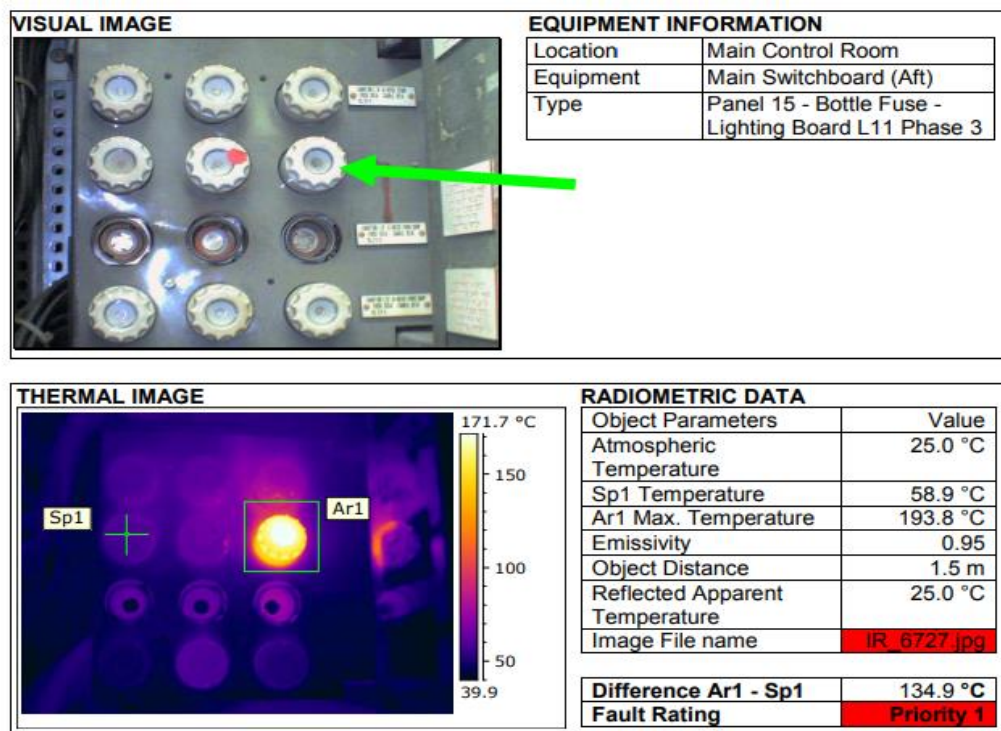 VISUAL IMAGE
EQUIPMENT INFORMATION
Location Main Control Room
Equipment Main Switchboard (Aft)
Type Panel 15 - Bottle Fuse -
Lighting Board L11 Phase 3
THERMAL IMAGE
171.7 °C
150
100
50
39.9
Sp1
Ar1
RADIOMETRIC DATA
Object Parameters Value
Atmospheric 25.0 °C
Temperature
Sp1 Temperature 58.9 °C
Ar1 Max. Temperature 193.8 °C
Emissivity 0.95
Object Distance 1.5 m
Reflected Apparent 25.0 °C
Temperature
Image File name IR_6727.jpg
Difference Ar1 - Sp1 134.9 °C
Fault Rating Priority 1